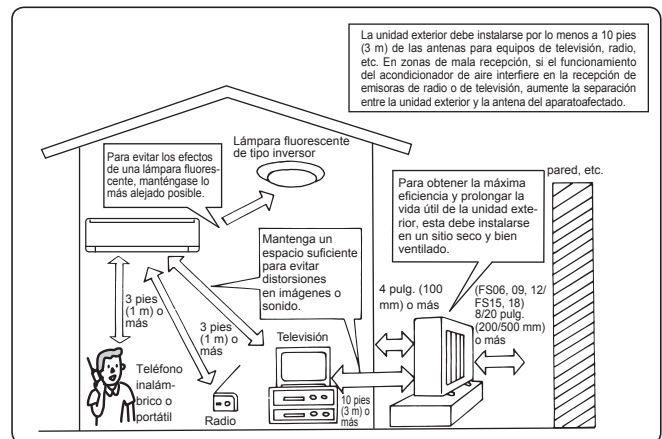 La unidad exterior debe instalarse por lo menos a 10 pies
(3 m) de las antenas para equipos de televisión, radio,
etc. En zonas de mala recepción, si el funcionamiento
del acondicionador de aire interfiere en la recepción de
emisoras de radio o de televisión, aumente la separación
entre la unidad exterior y la antena del aparatoafectado.
Lámpara fluorescente
de tipo inversor
Para evitar los efectos
de una lámpara fluores-
cente, manténgase lo
más alejado posible.
pared, etc.
Para obtener la máxima
eficiencia y prolongar la
vida útil de la unidad exte-
rior, esta debe instalarse
en un sitio seco y bien
ventilado.
Mantenga un
espacio suficiente
para evitar
distorsiones
en imágenes o
sonido.
4 pulg. (100
mm) o más
(FS06, 09, 12/
FS15, 18)
8/20 pulg.
(200/500 mm)
o más
3 pies
(1 m) o
más
3 pies
(1 m) o
más
Televisión
Teléfono
inalám-
brico o
portátil
Radio
10 pies
(3 m) o
más